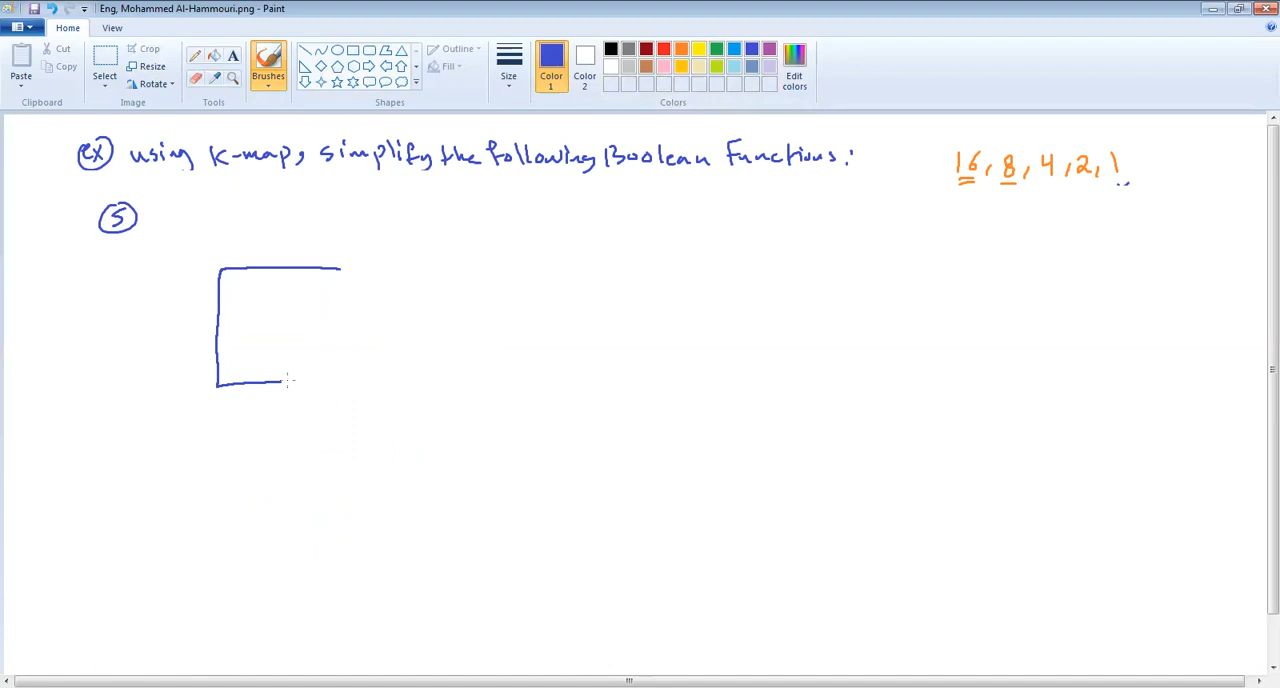 Eng, Mohammed Al-Hammouri.png - Paint
Home View
Cut
Copy
Paste
Clipboard
Crop
Resize
Rotate
Select
Image
Tools
Brushes
Outline
Fill
Shapes
Size
Color 1
Color 2
Edit colors
Colors
ex using K-map, simplify the following Boolean Functions:
16, 8, 4, 2, 1
5